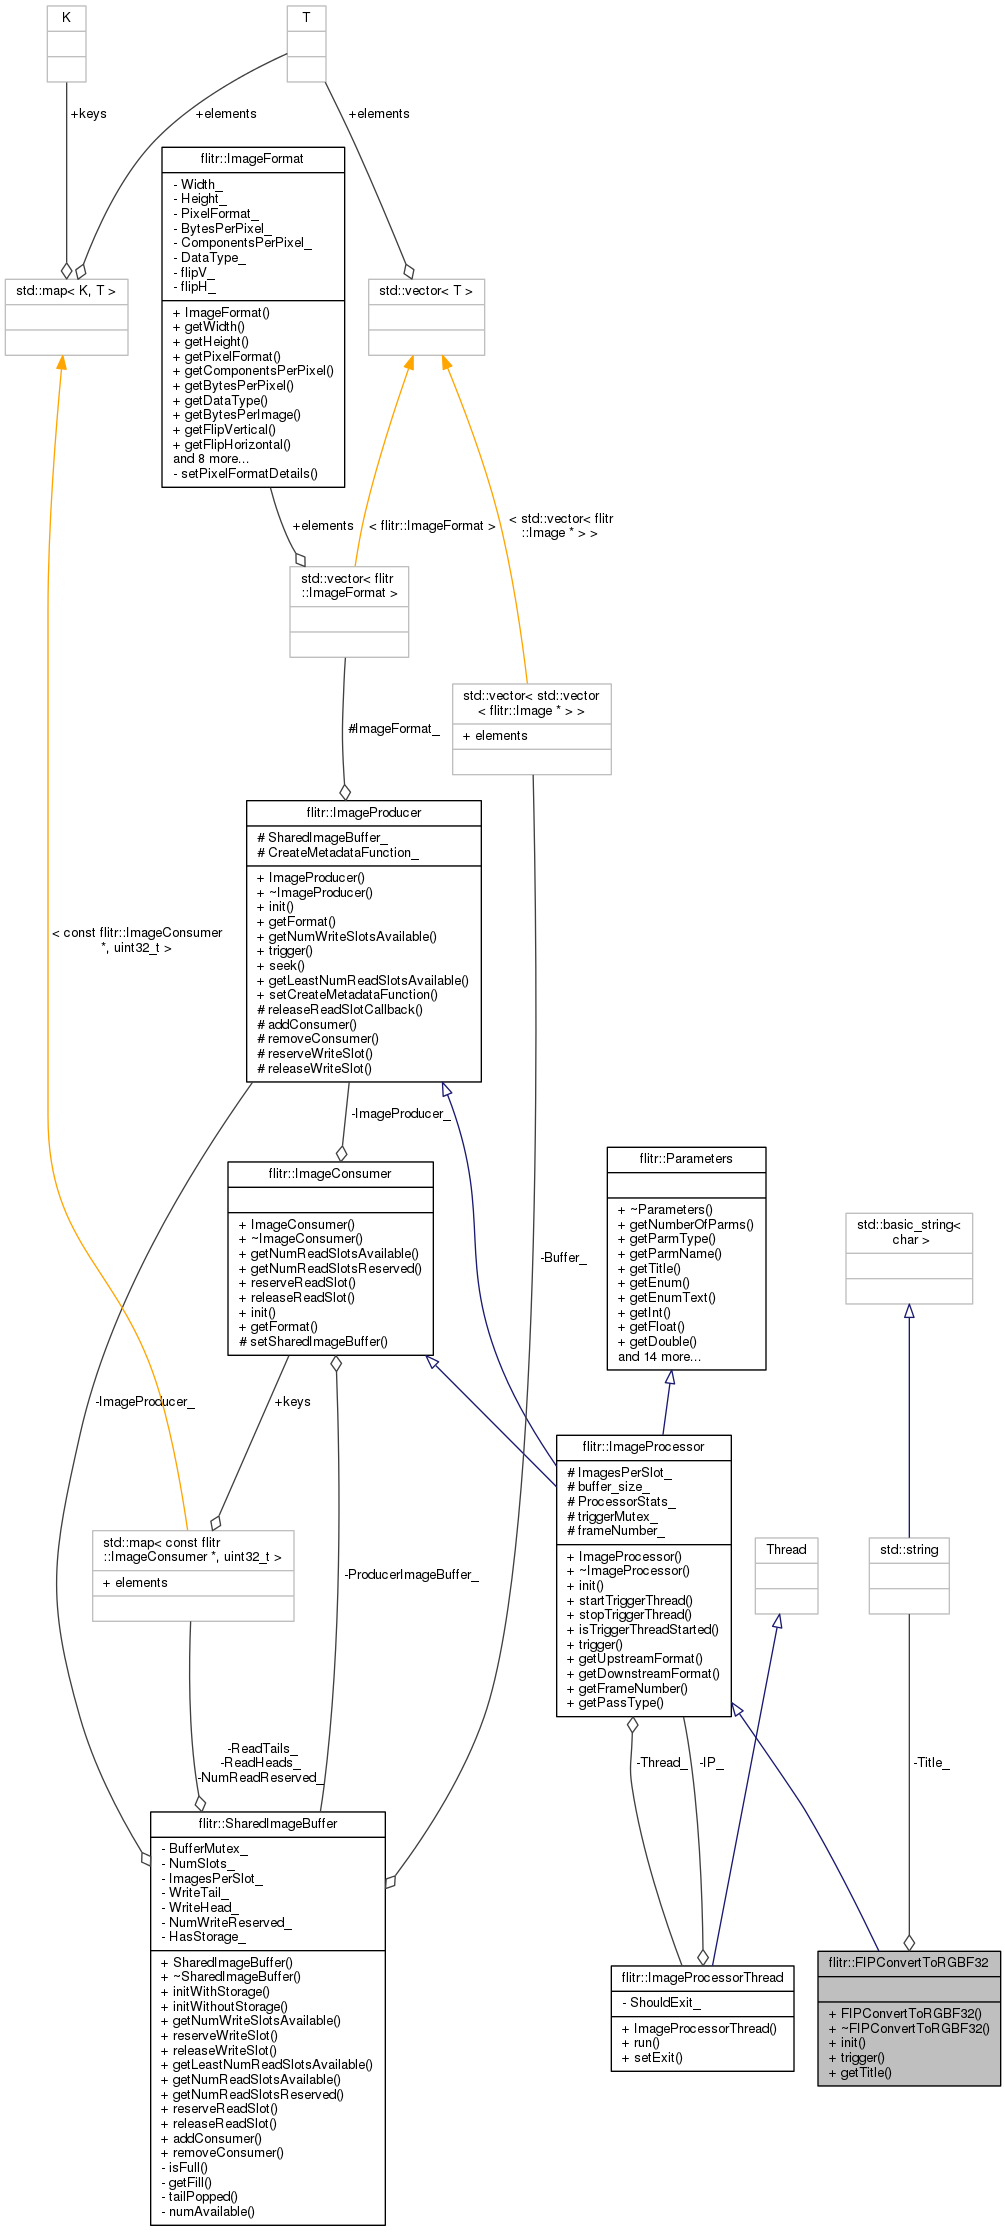 K
T
+keys
+elements
+elements
flitr::ImageFormat
- Width_
- Height_
- PixelFormat_
- BytesPerPixel_
- ComponentsPerPixel_
- DataType_
- flipV_
- flipH_
+ ImageFormat()
+ getWidth()
+ getHeight()
+ getPixelFormat()
+ getComponentsPerPixel()
+ getBytesPerPixel()
+ getDataType()
+ getBytesPerImage()
+ getFlipVertical()
+ getFlipHorizontal()
and 8 more...
- setPixelFormatDetails()
std::map< K, T >
std::vector< T >
+elements
< flitr::ImageFormat >
< std::vector< flitr
::Image * > >
std::vector< flitr
::ImageFormat >
std::vector< std::vector
< flitr::Image * > >
+ elements
#ImageFormat_
flitr::ImageProducer
# SharedImageBuffer_
# CreateMetadataFunction_
+ ImageProducer()
+ ~ImageProducer()
+ init()
+ getFormat()
+ getNumWriteSlotsAvailable()
+ trigger()
+ seek()
+ getLeastNumReadSlotsAvailable()
+ setCreateMetadataFunction()
# releaseReadSlotCallback()
# addConsumer()
# removeConsumer()
# reserveWriteSlot()
# releaseWriteSlot()
< const flitr::ImageConsumer
*, uint32_t >
-ImageProducer_
flitr::ImageConsumer
+ ImageConsumer()
+ ~ImageConsumer()
+ getNumReadSlotsAvailable()
+ getNumReadSlotsReserved()
+ reserveReadSlot()
+ releaseReadSlot()
+ init()
+ getFormat()
# setSharedImageBuffer()
-Buffer_
flitr::Parameters
+ ~Parameters()
+ getNumberOfParms()
+ getParmType()
+ getParmName()
+ getTitle()
+ getEnum()
+ getEnumText()
+ getInt()
+ getFloat()
+ getDouble()
and 14 more...
std::basic_string<
char >
-ImageProducer_
+keys
flitr::ImageProcessor
# ImagesPerSlot_
# buffer_size_
# ProcessorStats_
# triggerMutex_
# frameNumber_
+ ImageProcessor()
+ ~ImageProcessor()
+ init()
+ startTriggerThread()
+ stopTriggerThread()
+ isTriggerThreadStarted()
+ trigger()
+ getUpstreamFormat()
+ getDownstreamFormat()
+ getFrameNumber()
+ getPassType()
std::map< const flitr
::ImageConsumer *, uint32_t >
+ elements
Thread
std::string
-ProducerImageBuffer_
-ReadTails_
-ReadHeads_
-NumReadReserved_
-Thread_
-IP_
-Title_
flitr::SharedImageBuffer
- BufferMutex_
- NumSlots_
- ImagesPerSlot_
- WriteTail_
- WriteHead_
- NumWriteReserved_
- HasStorage_
+ SharedImageBuffer()
+ ~SharedImageBuffer()
+ initWithStorage()
+ initWithoutStorage()
+ getNumWriteSlotsAvailable()
+ reserveWriteSlot()
+ releaseWriteSlot()
+ getLeastNumReadSlotsAvailable()
+ getNumReadSlotsAvailable()
+ getNumReadSlotsReserved()
+ reserveReadSlot()
+ releaseReadSlot()
+ addConsumer()
+ removeConsumer()
- isFull()
- getFill()
- tailPopped()
- numAvailable()
flitr::ImageProcessorThread
- ShouldExit_
+ ImageProcessorThread()
+ run()
+ setExit()
flitr::FIPConvertToRGBF32
+ FIPConvertToRGBF32()
+ ~FIPConvertToRGBF32()
+ init()
+ trigger()
+ getTitle()